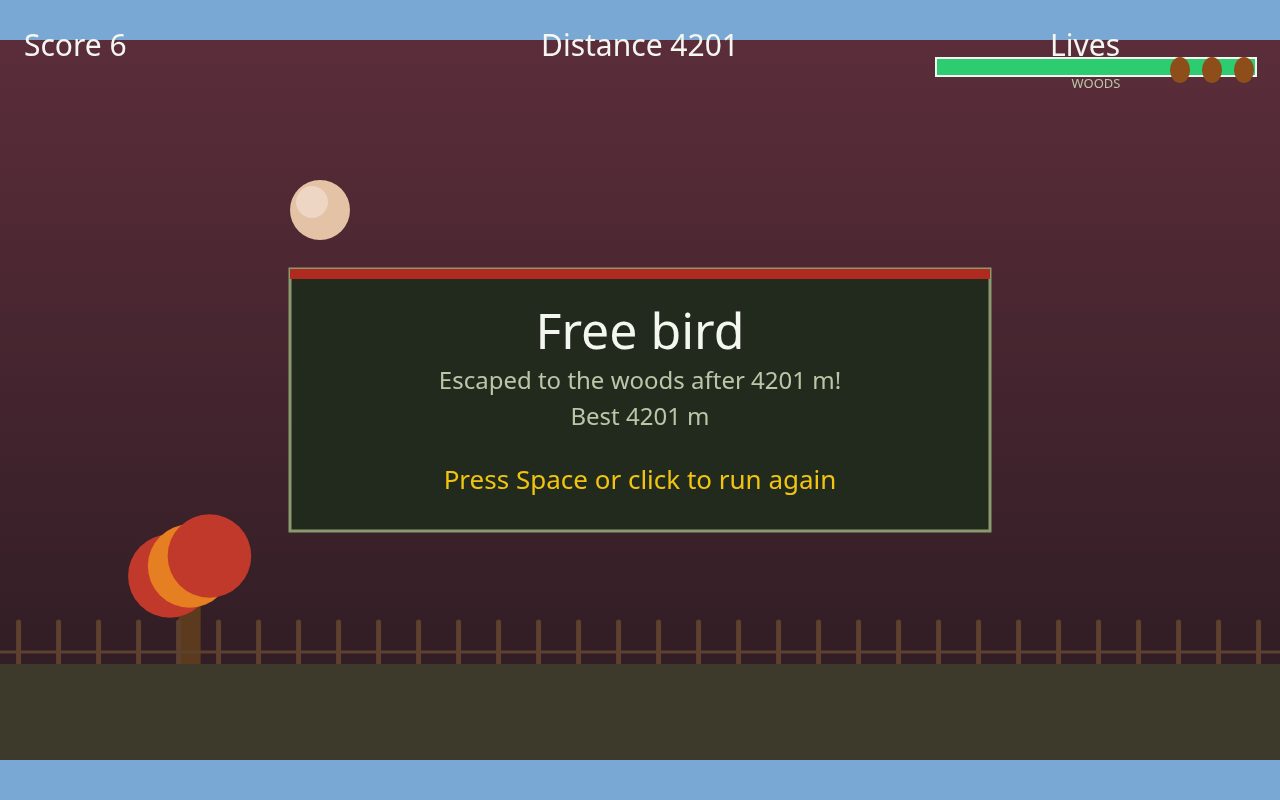 Score 6
Distance 4201
Lives
WOODS
Free bird
Escaped to the woods after 4201 m!
Best 4201 m
Press Space or click to run again